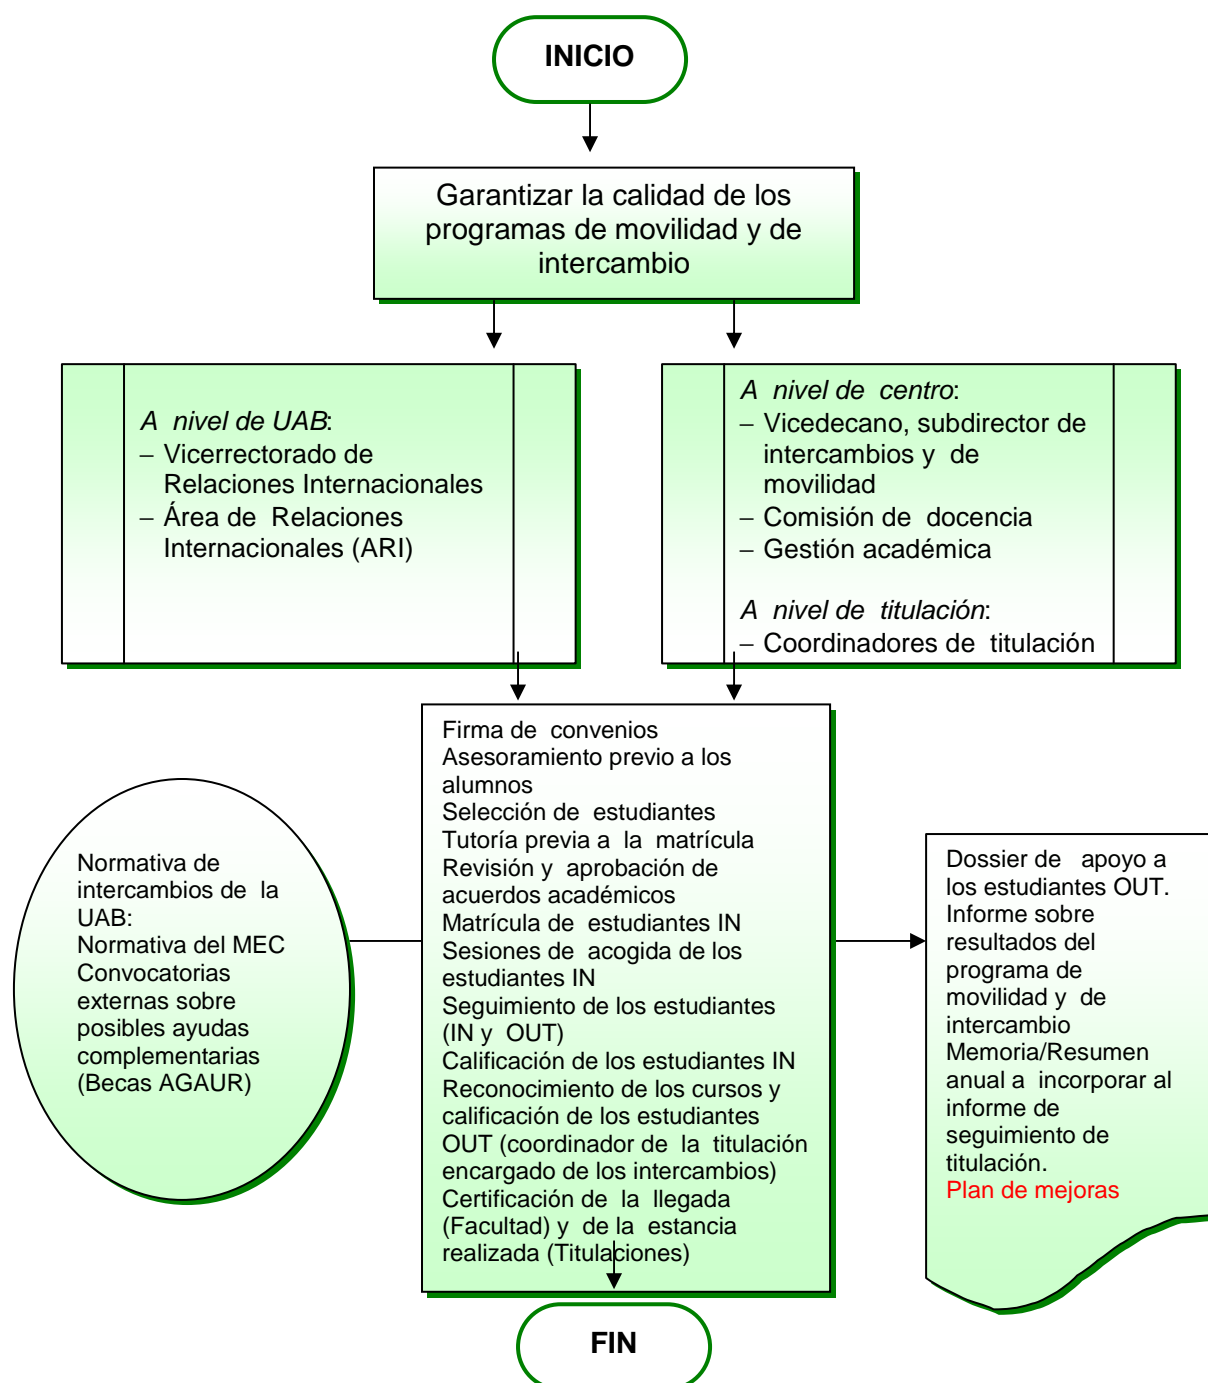 INICIO
Garantizar la calidad de los
programas de movilidad y de
intercambio
A nivel de UAB:
– Vicerrectorado de
Relaciones Internacionales
– Área de Relaciones
Internacionales (ARI)
A nivel de centro:
– Vicedecano, subdirector de
intercambios y de
movilidad
– Comisión de docencia
– Gestión académica
A nivel de titulación:
– Coordinadores de titulación
Normativa de
intercambios de la
UAB:
Normativa del MEC
Convocatorias
externas sobre
posibles ayudas
complementarias
(Becas AGAUR)
Firma de convenios
Asesoramiento previo a los
alumnos
Selección de estudiantes
Tutoría previa a la matrícula
Revisión y aprobación de
acuerdos académicos
Matrícula de estudiantes IN
Sesiones de acogida de los
estudiantes IN
Seguimiento de los estudiantes
(IN y OUT)
Calificación de los estudiantes IN
Reconocimiento de los cursos y
calificación de los estudiantes
OUT (coordinador de la titulación
encargado de los intercambios)
Certificación de la llegada
(Facultad) y de la estancia
realizada (Titulaciones)
Dossier de apoyo a
los estudiantes OUT.
Informe sobre
resultados del
programa de
movilidad y de
intercambio
Memoria/Resumen
anual a incorporar al
informe de
seguimiento de
titulación.
Plan de mejoras
FIN